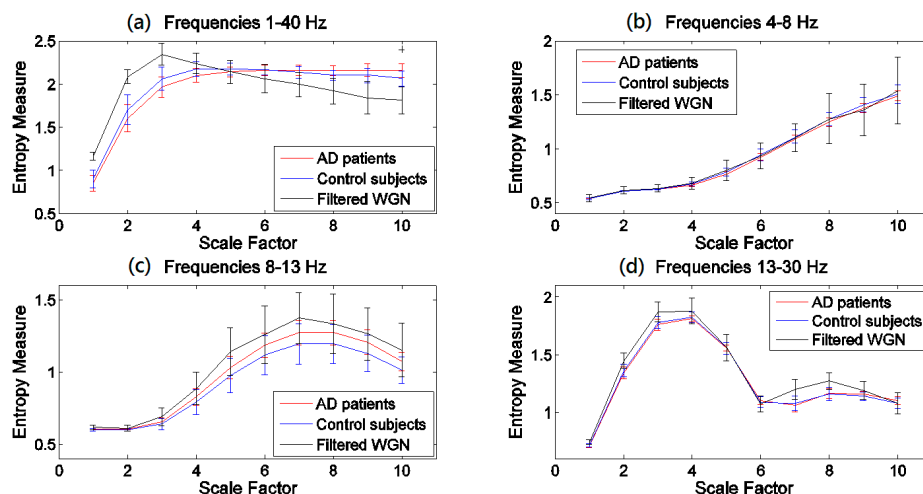 (a) Frequencies 1-40 Hz
2.5
2
1.5
1
0.5
0 2 4 6 8 10
Entropy Measure
Scale Factor
AD patients
Control subjects
Filtered WGN
(b) Frequencies 4-8 Hz
2
1.5
1
0.5
0 2 4 6 8 10
Entropy Measure
Scale Factor
AD patients
Control subjects
Filtered WGN
(c) Frequencies 8-13 Hz
1.5
1
0.5
0 2 4 6 8 10
Entropy Measure
Scale Factor
AD patients
Control subjects
Filtered WGN
(d) Frequencies 13-30 Hz
2
1.5
1
0 2 4 6 8 10
Entropy Measure
Scale Factor
AD patients
Control subjects
Filtered WGN